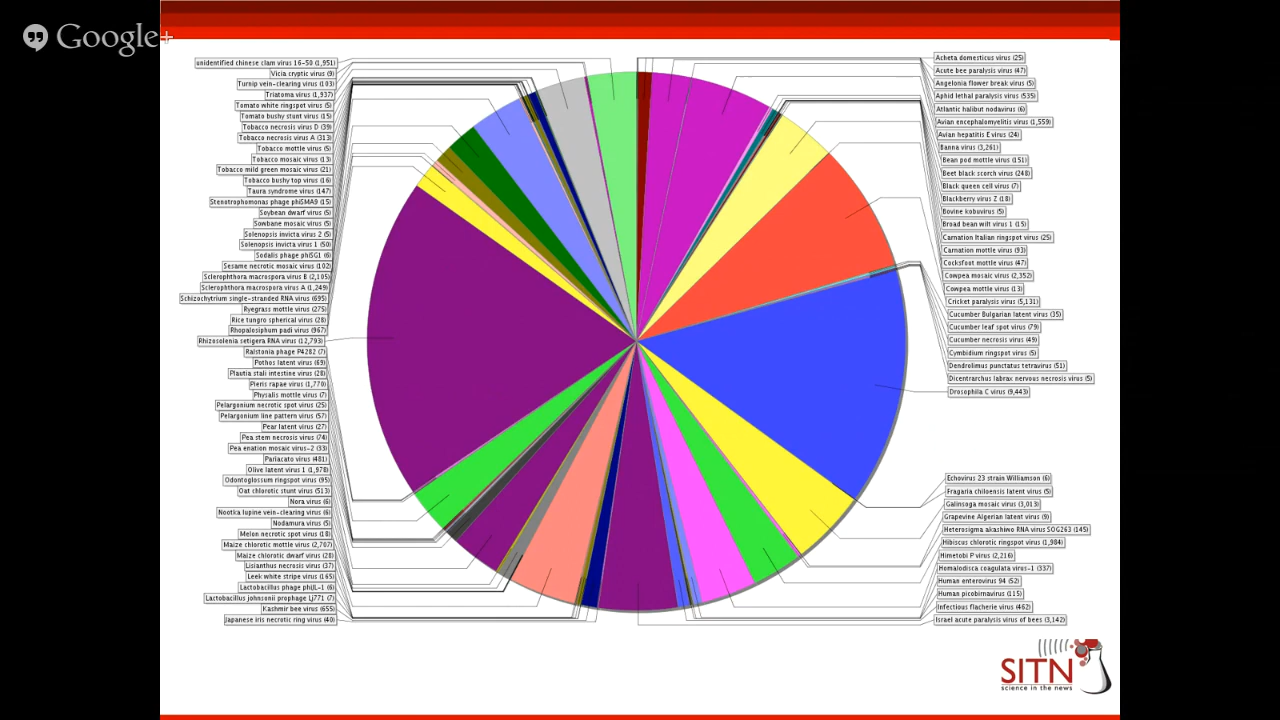 Google+
unidentified chinese clam virus 16-50 (1,951)
Vicia cryptic virus (9)
Turnip vein-clearing virus (103)
Triatoma virus (1,937)
Tomato white ringspot virus (5)
Tomato bushy stunt virus (15)
Tobacco necrosis virus D (39)
Tobacco necrosis virus A (313)
Tobacco mottle virus (5)
Tobacco mosaic virus (13)
Tobacco mild green mosaic virus (21)
Tobacco bushy top virus (16)
Taura syndrome virus (147)
Stenotrophomonas phage phiSMA9 (15)
Soybean dwarf virus (5)
Sowbane mosaic virus (5)
Solenopsis invicta virus 2 (5)
Solenopsis invicta virus 1 (50)
Sodalis phage phiSG1 (6)
Sesame necrotic mosaic virus (102)
Sclerophthora macrospora virus B (2,105)
Sclerophthora macrospora virus A (1,249)
Schizochytrium single-stranded RNA virus (695)
Ryegrass mottle virus (275)
Rice tungro spherical virus (28)
Rhopalosiphum padi virus (967)
Rhizosolenia setigera RNA virus (12,793)
Ralstonia phage P4282 (7)
Pothos latent virus (69)
Plautia stali intestine virus (28)
Pieris rapae virus (1,770)
Physalis mottle virus (7)
Pelargonium necrotic spot virus (25)
Pelargonium line pattern virus (57)
Pear latent virus (27)
Pea stem necrosis virus (74)
Pea enation mosaic virus-2 (33)
Pariacato virus (481)
Olive latent virus 1 (1,978)
Odontoglossum ringspot virus (95)
Oat chlorotic stunt virus (513)
Nora virus (6)
Nootka lupine vein-clearing virus (6)
Nodamura virus (5)
Melon necrotic spot virus (18)
Maize chlorotic mottle virus (2,707)
Maize chlorotic dwarf virus (28)
Lisianthus necrosis virus (37)
Leek white stripe virus (165)
Lactobacillus phage phiJL-1 (6)
Lactobacillus johnsonii prophage Lj771 (7)
Kashmir bee virus (655)
Japanese iris necrotic ring virus (40)
Acheta domesticus virus (25)
Acute bee paralysis virus (47)
Angelonia flower break virus (5)
Aphid lethal paralysis virus (535)
Atlantic halibut nodavirus (6)
Avian encephalomyelitis virus (1,559)
Avian hepatitis E virus (24)
Banna virus (3,261)
Bean pod mottle virus (151)
Beet black scorch virus (248)
Black queen cell virus (7)
Blackberry virus Z (18)
Bovine kobuvirus (5)
Broad bean wilt virus 1 (15)
Carnation Italian ringspot virus (25)
Carnation mottle virus (93)
Cocksfoot mottle virus (47)
Cowpea mosaic virus (2,352)
Cowpea mottle virus (13)
Cricket paralysis virus (5,131)
Cucumber Bulgarian latent virus (35)
Cucumber leaf spot virus (79)
Cucumber necrosis virus (49)
Cymbidium ringspot virus (5)
Dendrolimus punctatus tetravirus (51)
Dicentrarchus labrax nervous necrosis virus (5)
Drosophila C virus (9,443)
Echovirus 23 strain Williamson (6)
Fragaria chiloensis latent virus (5)
Galinsoga mosaic virus (3,013)
Grapevine Algerian latent virus (9)
Heterosigma akashiwo RNA virus SOG263 (145)
Hibiscus chlorotic ringspot virus (1,984)
Himetobi P virus (2,216)
Homalodisca coagulata virus-1 (337)
Human enterovirus 94 (52)
Human picobirnavirus (115)
Infectious flacherie virus (462)
Israel acute paralysis virus of bees (3,142)
SITN
science in the news